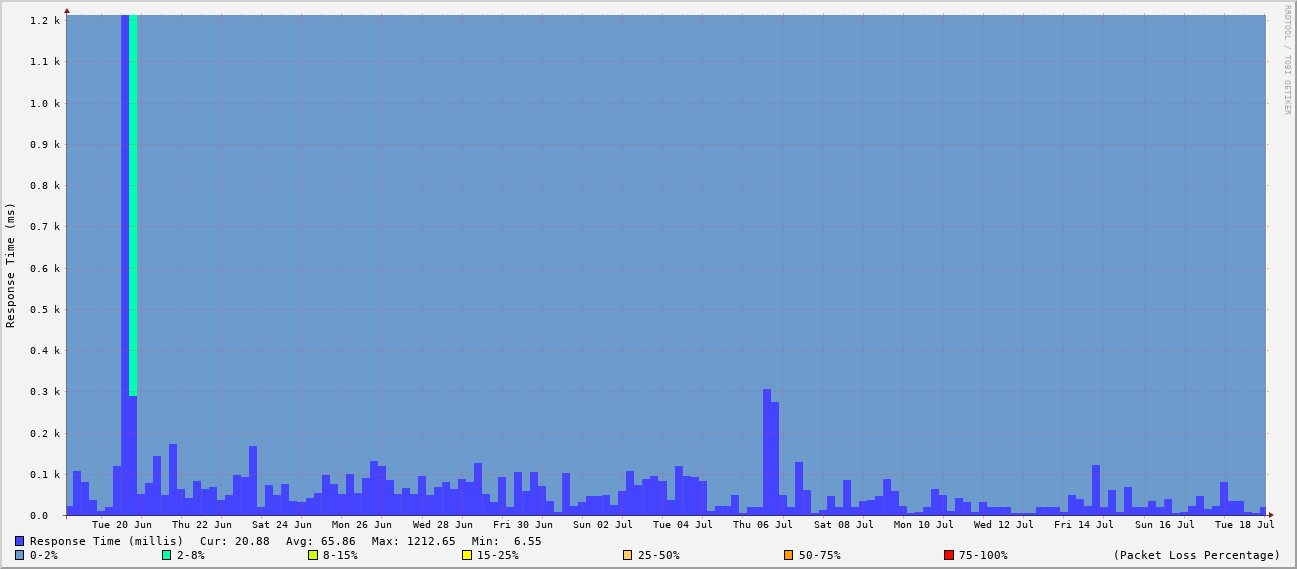 RRDTOOL / TOBI OETIKER
Response Time (ms)
1.2 k
1.1 k
1.0 k
0.9 k
0.8 k
0.7 k
0.6 k
0.5 k
0.4 k
0.3 k
0.2 k
0.1 k
0.0
Tue 20 Jun Thu 22 Jun Sat 24 Jun Mon 26 Jun Wed 28 Jun Fri 30 Jun Sun 02 Jul Tue 04 Jul Thu 06 Jul Sat 08 Jul Mon 10 Jul Wed 12 Jul Fri 14 Jul Sun 16 Jul Tue 18 Jul
Response Time (millis) Cur: 20.88 Avg: 65.86 Max: 1212.65 Min: 6.55
0-2% 2-8% 8-15% 15-25% 25-50% 50-75% 75-100% (Packet Loss Percentage)